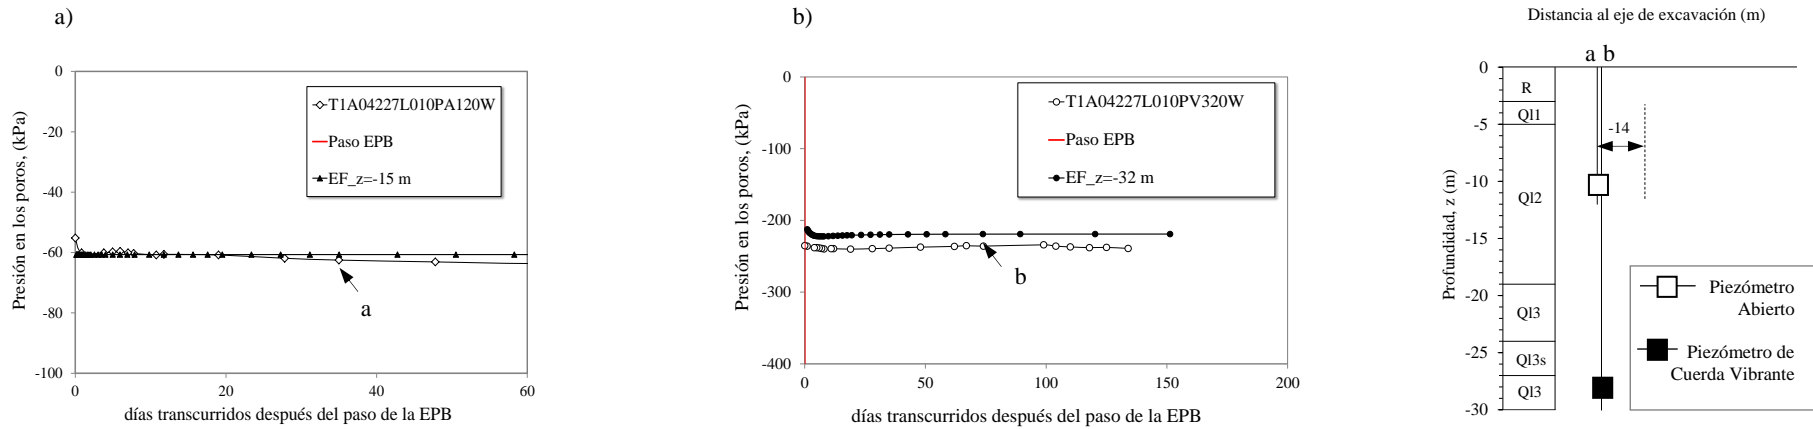 a)
Presión en los poros, (kPa)
0
-20
-40
-60
-80
-100
T1A04227L010PA120W
Paso EPB
EF_z=-15 m
a
0
20
40
60
días transcurridos después del paso de la EPB
b)
Presión en los poros, (kPa)
0
-100
-200
-300
-400
T1A04227L010PV320W
Paso EPB
EF_z=-32 m
b
0
50
100
150
200
días transcurridos después del paso de la EPB
Distancia al eje de excavación (m)
a b
Profundidad, z (m)
0
-5
-10
-15
-20
-25
-30
R
Ql1
Ql2
Ql3
Ql3s
Ql3
-14
Piezómetro
Abierto
Piezómetro de
Cuerda Vibrante